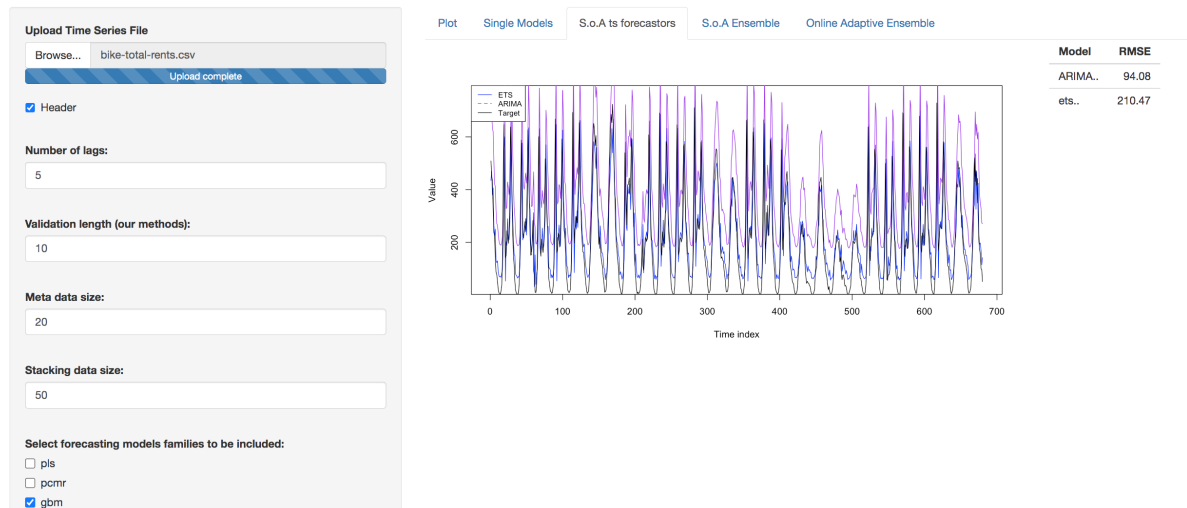 Upload Time Series File
Browse... bike-total-rents.csv
Upload complete
Header
Number of lags:
5
Validation length (our methods):
10
Meta data size:
20
Stacking data size:
50
Select forecasting models families to be included:
pls
pcmr
gbm
Plot Single Models S.o.A ts forecastors S.o.A Ensemble Online Adaptive Ensemble
ETS
ARIMA
Target
Value
600
400
200
0 100 200 300 400 500 600 700
Time index
Model RMSE
ARIMA.. 94.08
ets.. 210.47